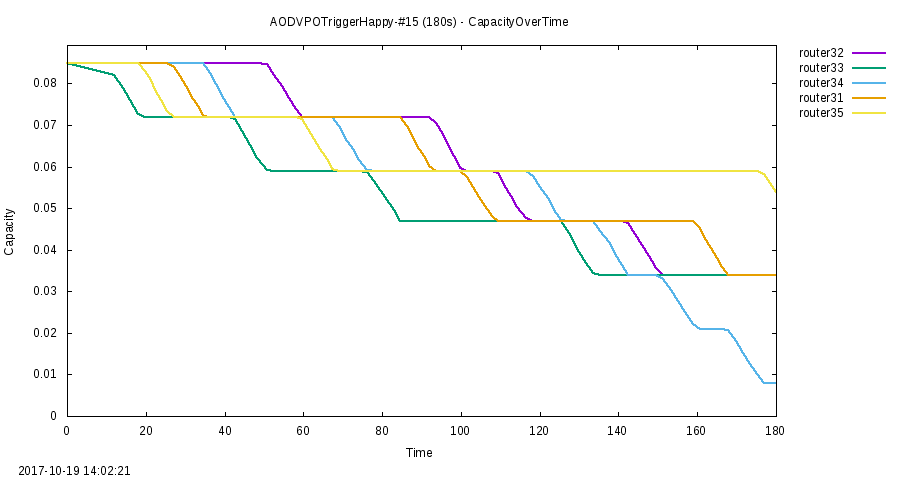 AODVPOTriggerHappy-#15 (180s) - CapacityOverTime
router32
router33
router34
router31
router35
0.08
0.07
0.06
0.05
0.04
0.03
0.02
0.01
0
Capacity
0 20 40 60 80 100 120 140 160 180
Time
2017-10-19 14:02:21